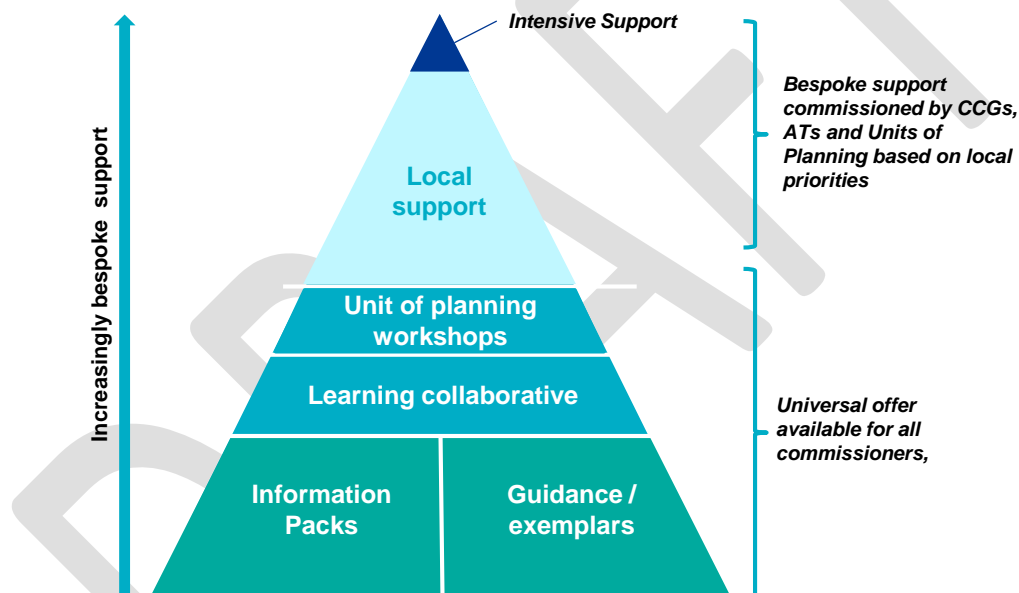 Intensive Support
Bespoke support
commissioned by CCGs,
ATs and Units of
Planning based on local
priorities
Increasingly bespoke support
Local
support
Unit of planning
workshops
Learning collaborative
Universal offer
available for all
commissioners,
Information
Packs
Guidance /
exemplars
DRAFT